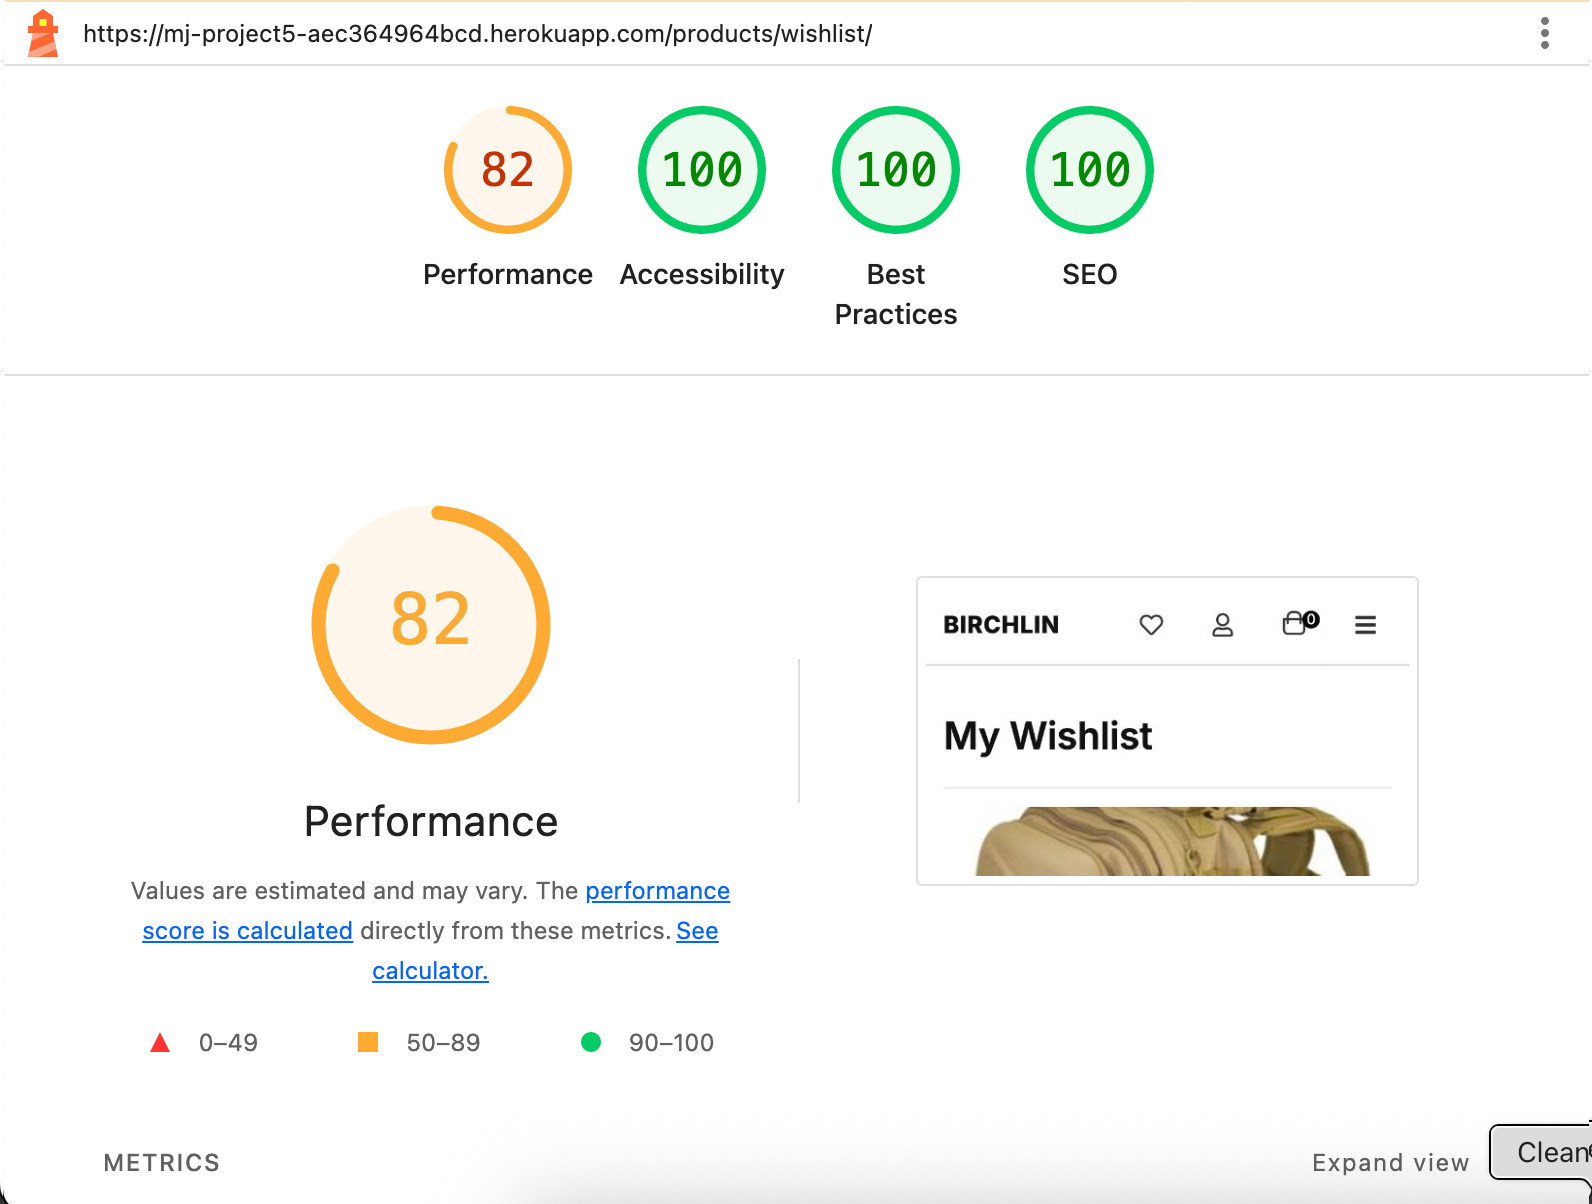 https://mj-project5-aec364964bcd.herokuapp.com/products/wishlist/
82
100
100
100
Performance
Accessibility
Best
Practices
SEO
82
Performance
Values are estimated and may vary. The performance
score is calculated directly from these metrics. See
calculator.
0–49
50–89
90–100
BIRCHLIN
0
My Wishlist
METRICS
Expand view